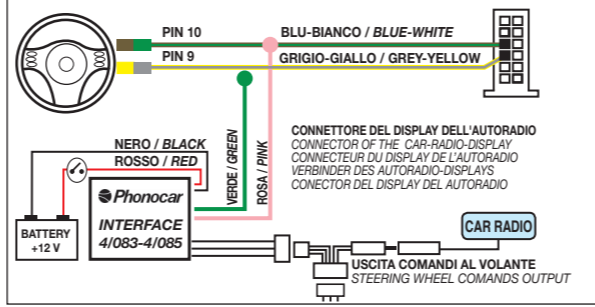 PIN 10
BLU-BIANCO / BLUE-WHITE
PIN 9
GRIGIO-GIALLO / GREY-YELLOW
NERO / BLACK
ROSSO / RED
VERDE / GREEN
ROSA / PINK
CONNETTORE DEL DISPLAY DELL'AUTORADIO
CONNECTOR OF THE CAR-RADIO-DISPLAY
CONNECTEUR DU DISPLAY DE L'AUTORADIO
VERBINDER DES AUTORADIO-DISPLAYS
CONECTOR DEL DISPLAY DEL AUTORADIO
Phonocar
INTERFACE
4/083-4/085
BATTERY
+12 V
CAR RADIO
USCITA COMANDI AL VOLANTE
STEERING WHEEL COMANDS OUTPUT